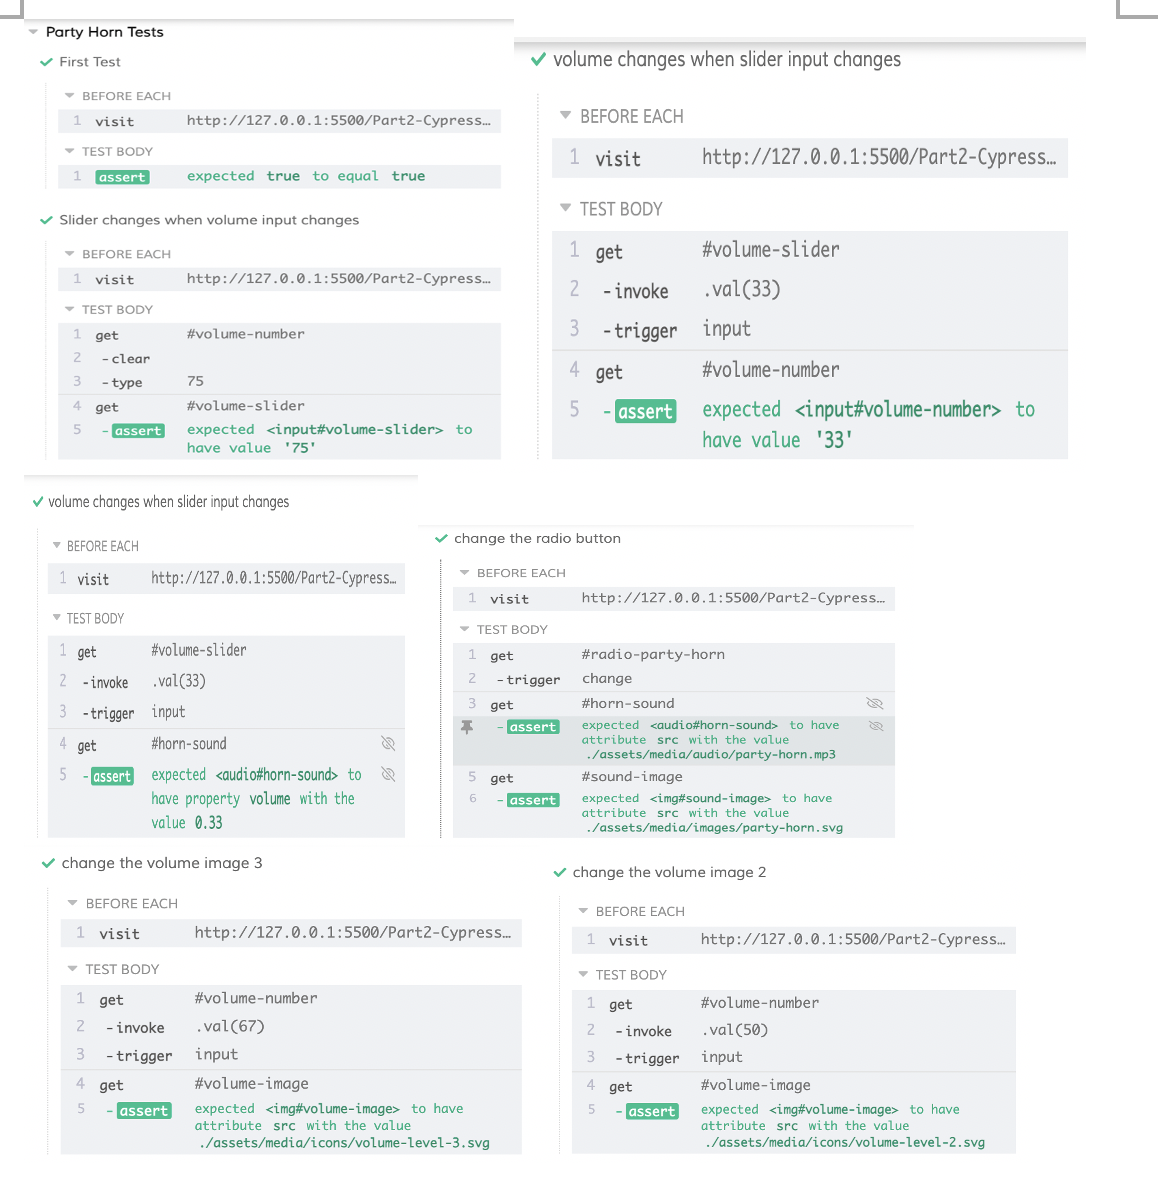 Party Horn Tests
First Test
BEFORE EACH
1 visit http://127.0.0.1:5500/Part2-Cypress…
TEST BODY
1 assert expected true to equal true
Slider changes when volume input changes
BEFORE EACH
1 visit http://127.0.0.1:5500/Part2-Cypress…
TEST BODY
1 get #volume-number
2 -clear
3 -type 75
4 get #volume-slider
5 -assert expected <input#volume-slider> to
have value '75'
volume changes when slider input changes
BEFORE EACH
1 visit http://127.0.0.1:5500/Part2-Cypress…
TEST BODY
1 get #volume-slider
2 -invoke .val(33)
3 -trigger input
4 get #volume-number
5 -assert expected <input#volume-number> to
have value '33'
volume changes when slider input changes
BEFORE EACH
1 visit http://127.0.0.1:5500/Part2-Cypress…
TEST BODY
1 get #volume-slider
2 -invoke .val(33)
3 -trigger input
4 get #horn-sound
5 -assert expected <audio#horn-sound> to
have property volume with the
value 0.33
change the radio button
BEFORE EACH
1 visit http://127.0.0.1:5500/Part2-Cypress…
TEST BODY
1 get #radio-party-horn
2 -trigger change
3 get #horn-sound
-assert expected <audio#horn-sound> to have
attribute src with the value
./assets/media/audio/party-horn.mp3
5 get #sound-image
6 -assert expected <img#sound-image> to have
attribute src with the value
./assets/media/images/party-horn.svg
change the volume image 3
BEFORE EACH
1 visit http://127.0.0.1:5500/Part2-Cypress…
TEST BODY
1 get #volume-number
2 -invoke .val(67)
3 -trigger input
4 get #volume-image
5 -assert expected <img#volume-image> to have
attribute src with the value
./assets/media/icons/volume-level-3.svg
change the volume image 2
BEFORE EACH
1 visit http://127.0.0.1:5500/Part2-Cypress…
TEST BODY
1 get #volume-number
2 -invoke .val(50)
3 -trigger input
4 get #volume-image
5 -assert expected <img#volume-image> to have
attribute src with the value
./assets/media/icons/volume-level-2.svg